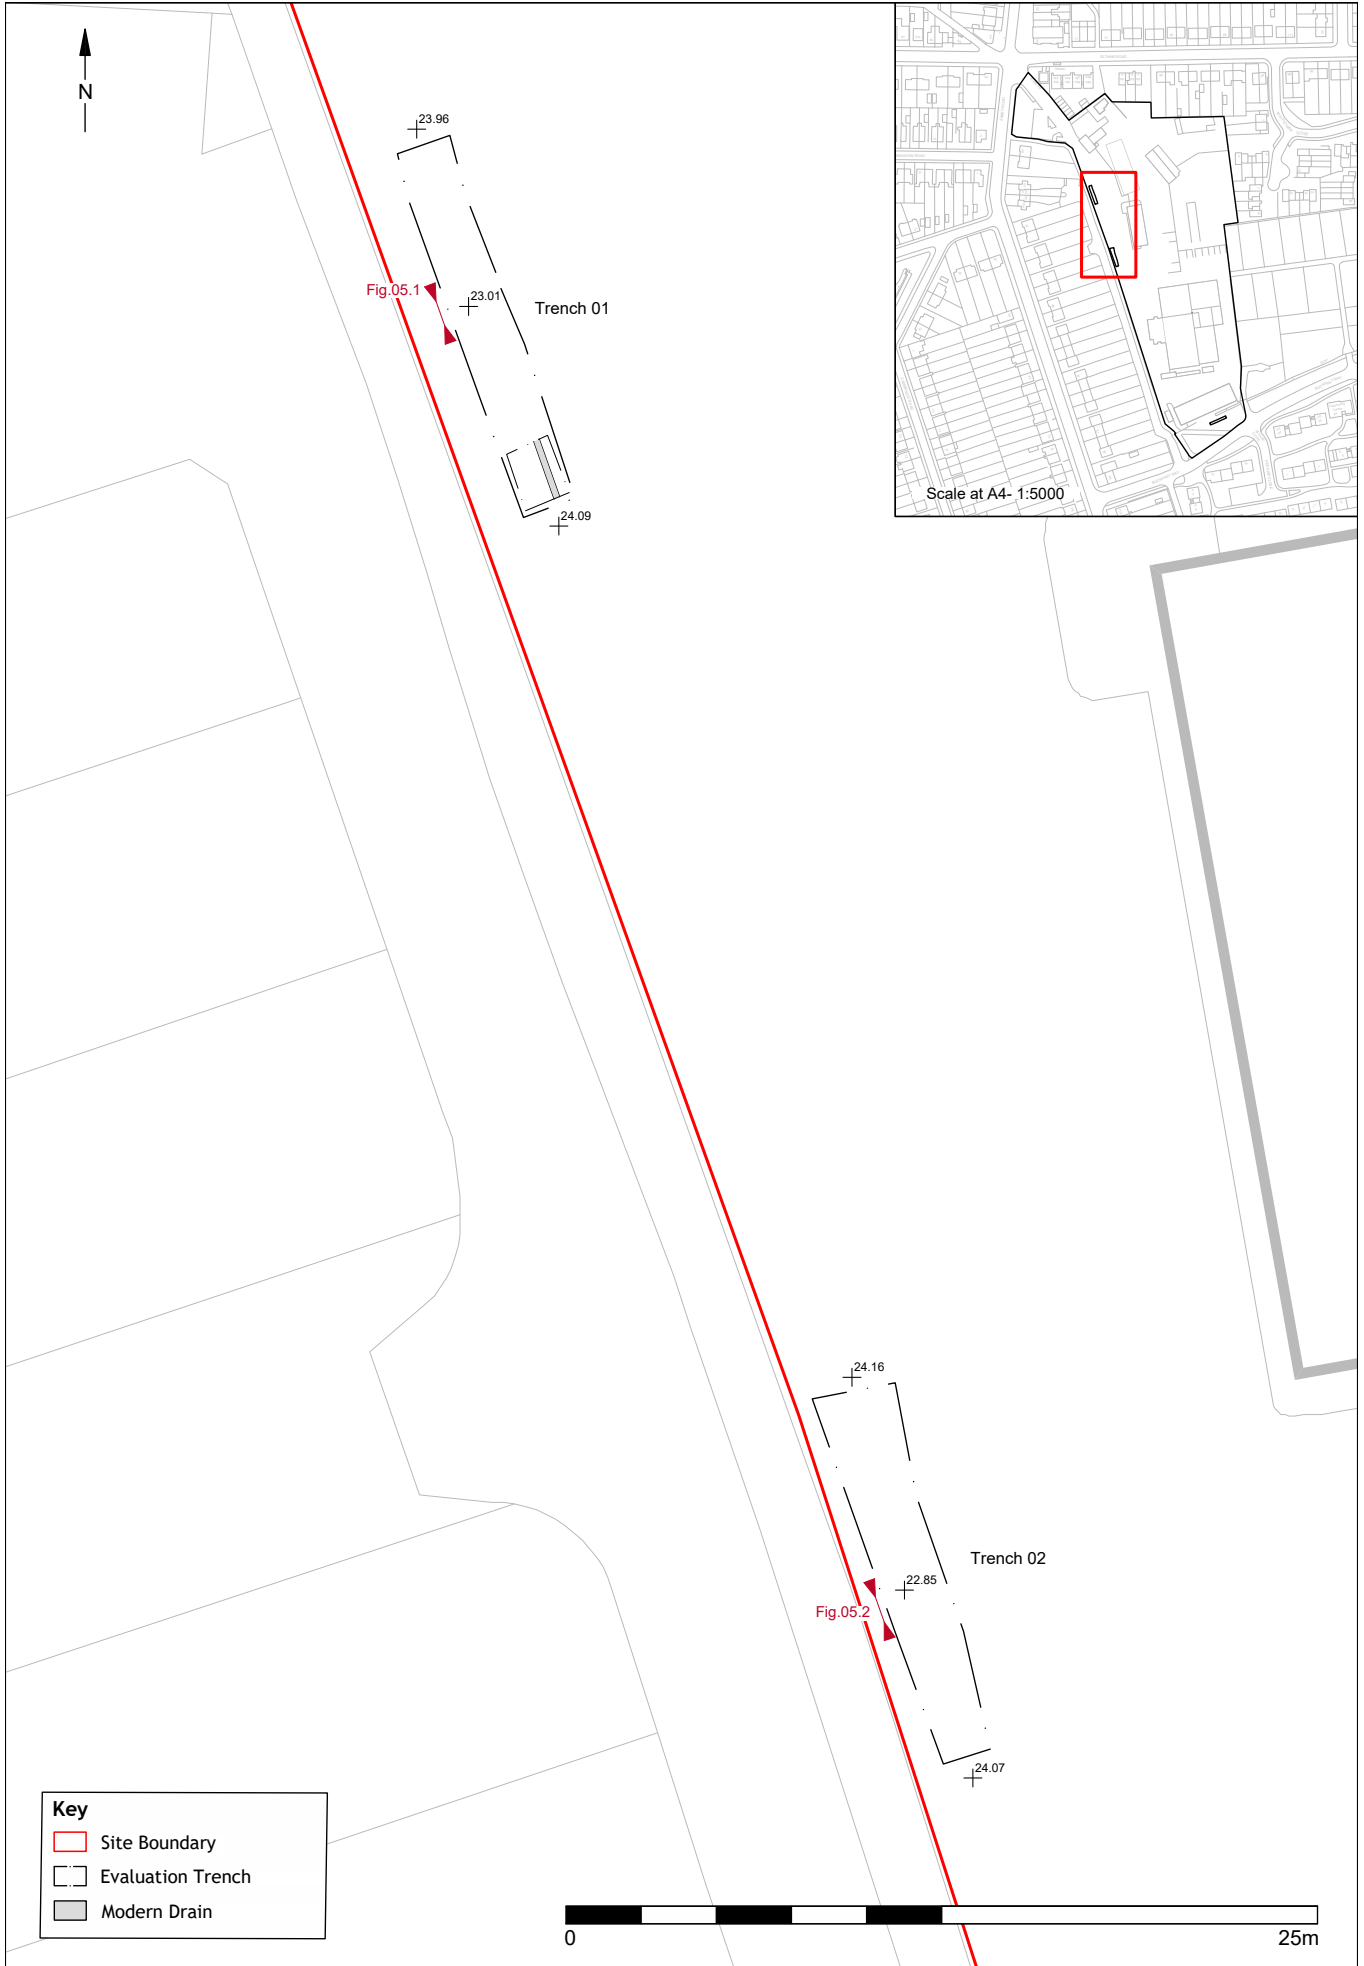 N
23.96
Fig.05.1
23.01
Trench 01
24.09
Scale at A4- 1:5000
24.16
Trench 02
22.85
Fig.05.2
24.07
Key
Site Boundary
Evaluation Trench
Modern Drain
0
25m